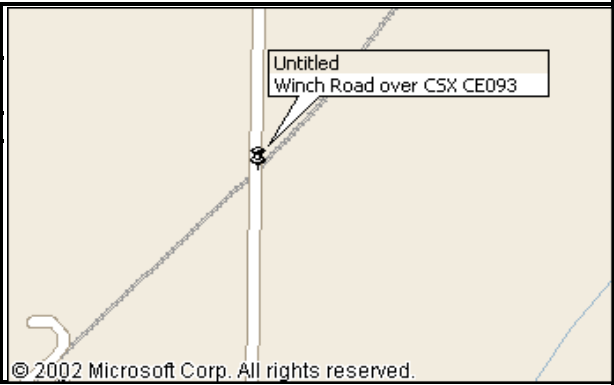 Untitled
Winch Road over CSX CE093
© 2002 Microsoft Corp. All rights reserved.